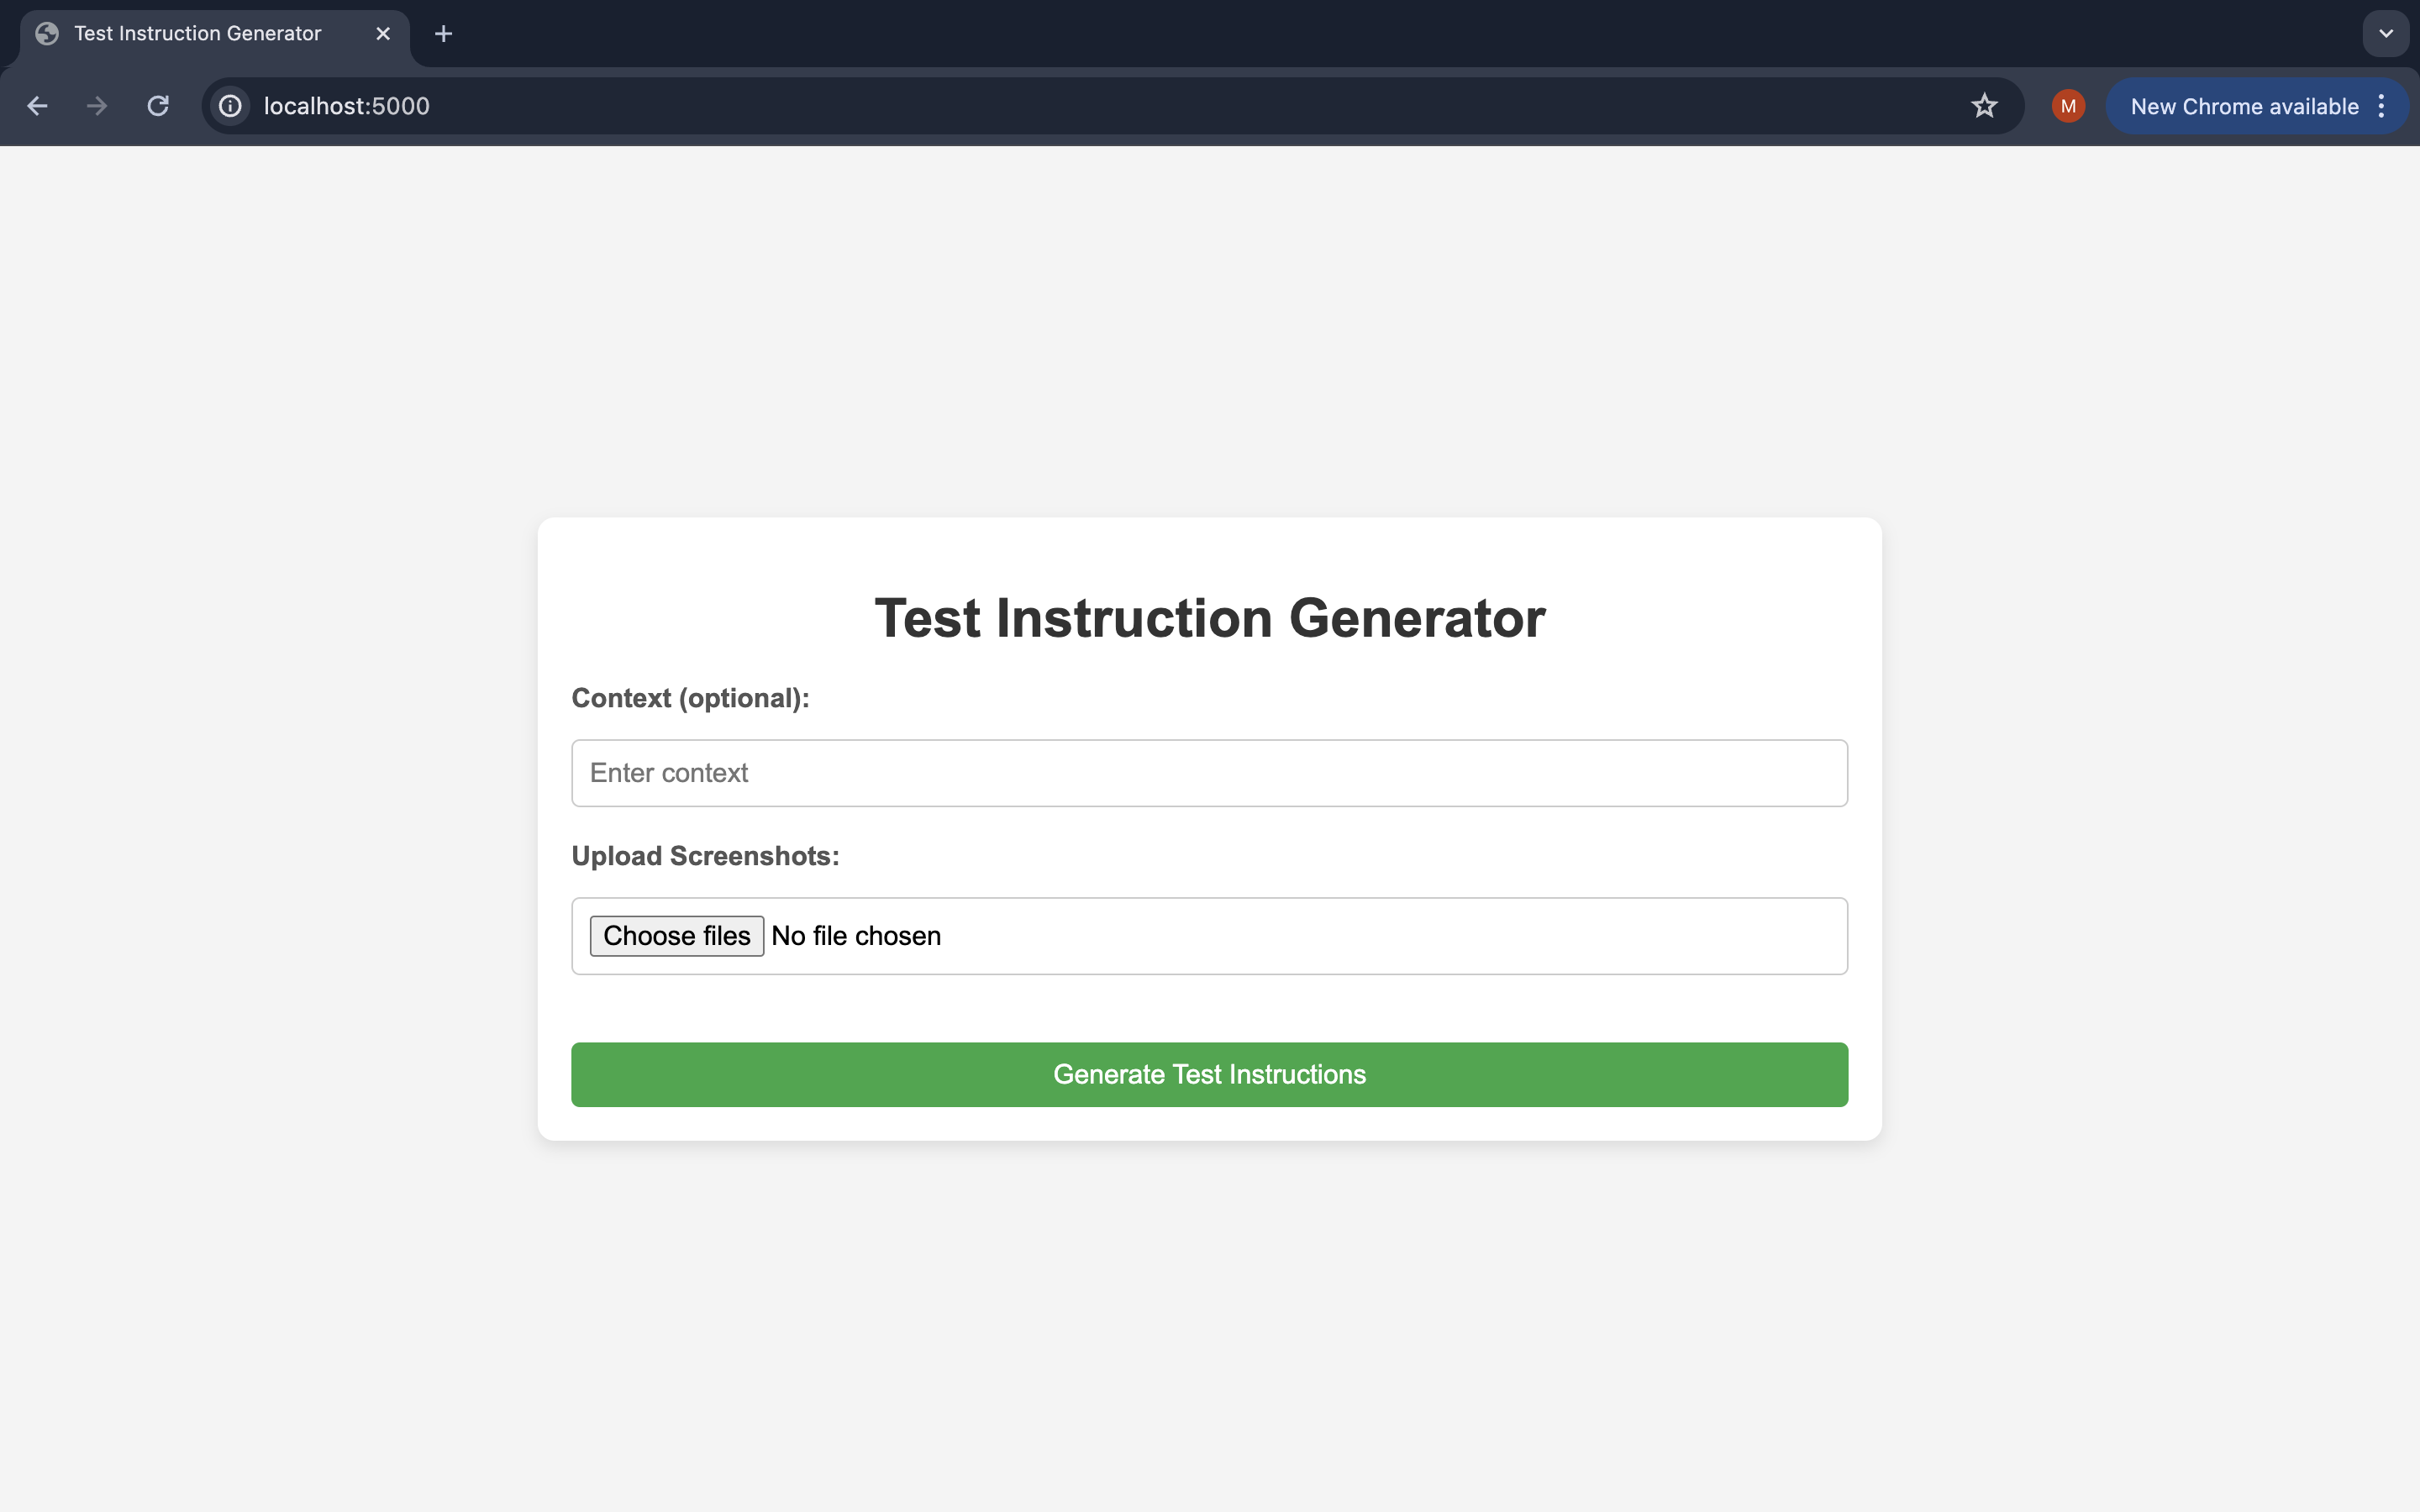 Test Instruction Generator
localhost:5000
M
New Chrome available
Test Instruction Generator
Context (optional):
Enter context
Upload Screenshots:
Choose files No file chosen
Generate Test Instructions